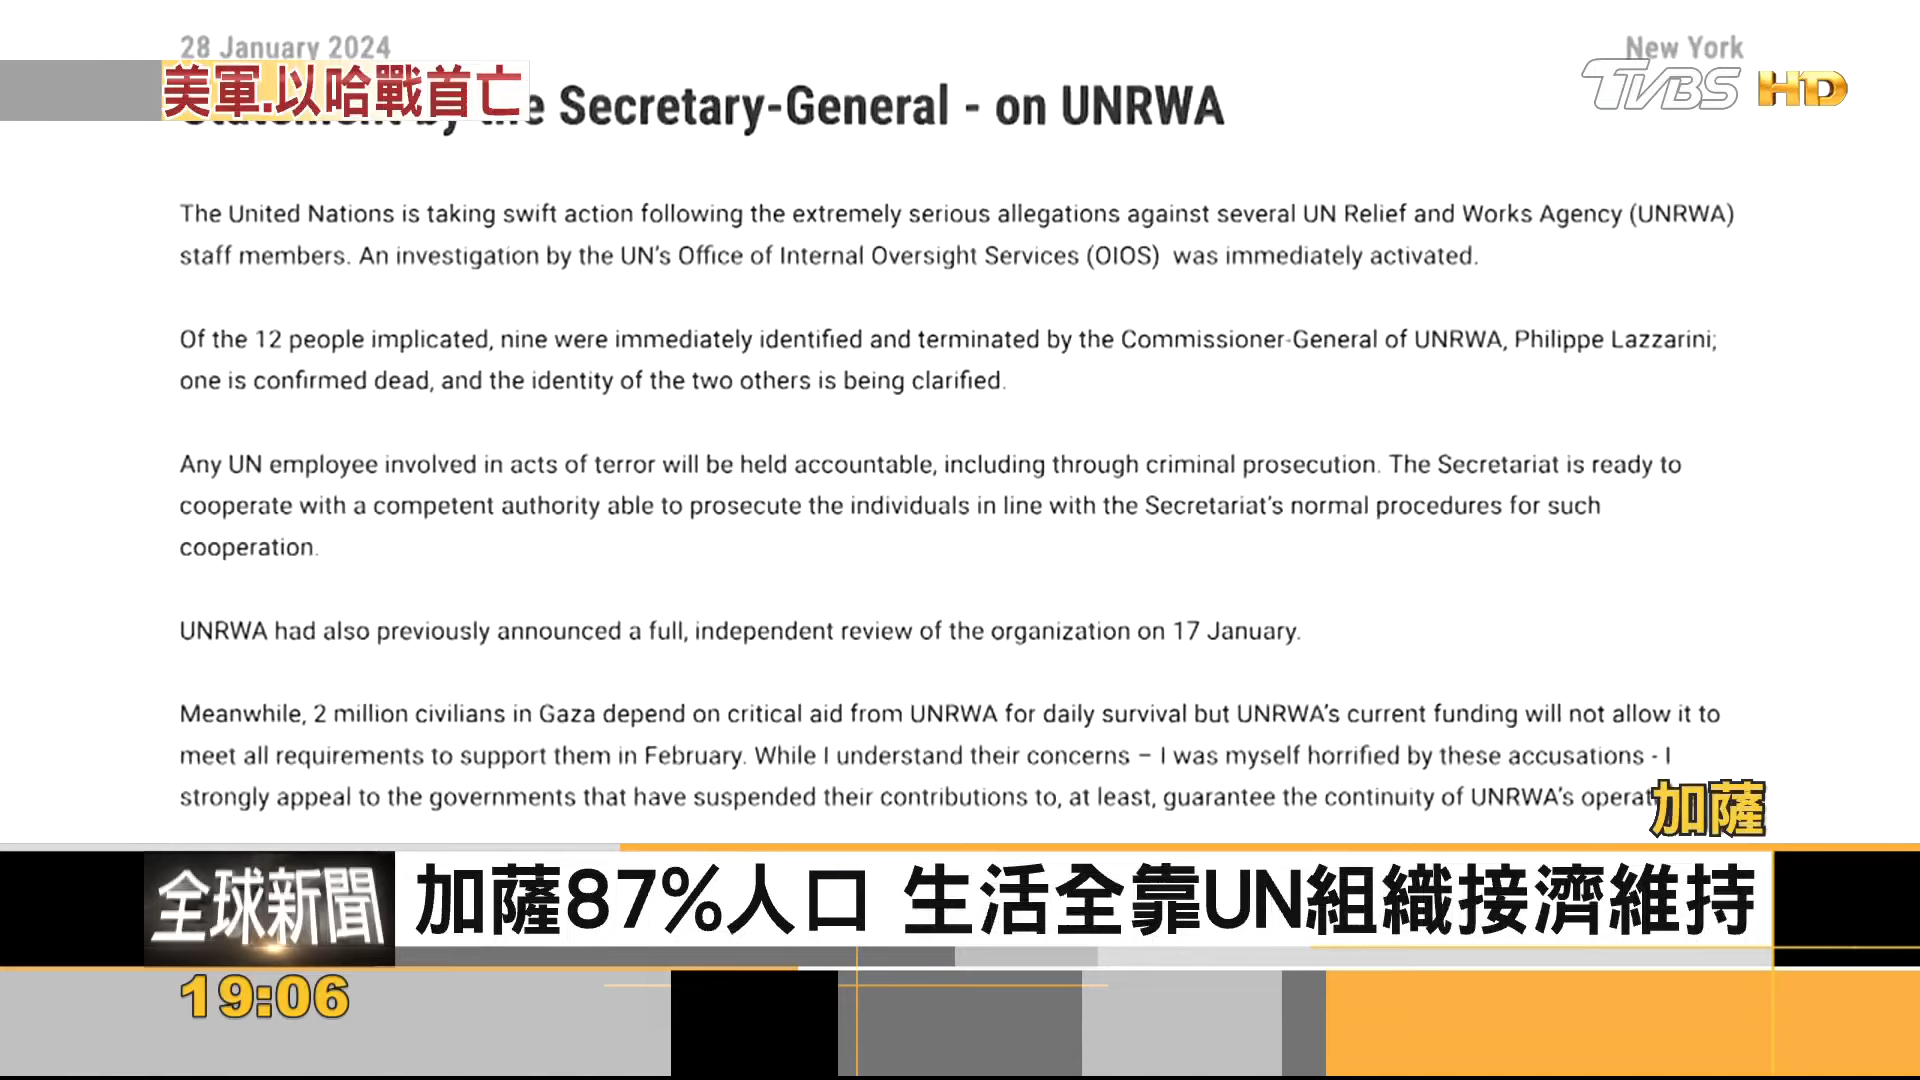 28 January 2024
New York
美軍.以哈戰首亡
TVBS HD
Statement by the Secretary-General - on UNRWA
The United Nations is taking swift action following the extremely serious allegations against several UN Relief and Works Agency (UNRWA)
staff members. An investigation by the UN's Office of Internal Oversight Services (OIOS) was immediately activated.
Of the 12 people implicated, nine were immediately identified and terminated by the Commissioner-General of UNRWA, Philippe Lazzarini;
one is confirmed dead, and the identity of the two others is being clarified.
Any UN employee involved in acts of terror will be held accountable, including through criminal prosecution. The Secretariat is ready to
cooperate with a competent authority able to prosecute the individuals in line with the Secretariat's normal procedures for such
cooperation.
UNRWA had also previously announced a full, independent review of the organization on 17 January.
Meanwhile, 2 million civilians in Gaza depend on critical aid from UNRWA for daily survival but UNRWA's current funding will not allow it to
meet all requirements to support them in February. While I understand their concerns – I was myself horrified by these accusations - I
strongly appeal to the governments that have suspended their contributions to, at least, guarantee the continuity of UNRWA's operat
加薩
全球新聞
加薩87%人口 生活全靠UN組織接濟維持
19:06